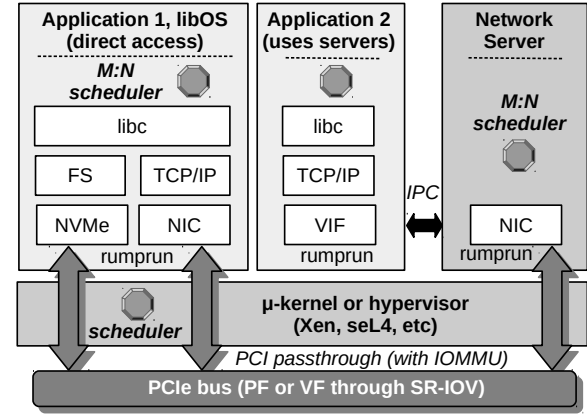 Application 1, libOS
(direct access)
M:N
scheduler
libc
FS
TCP/IP
NVMe
NIC
rumprun
Application 2
(uses servers)
libc
TCP/IP
VIF
rumprun
IPC
Network
Server
M:N
scheduler
NIC
rumprun
scheduler
µ-kernel or hypervisor
(Xen, seL4, etc)
PCI passthrough (with IOMMU)
PCIe bus (PF or VF through SR-IOV)